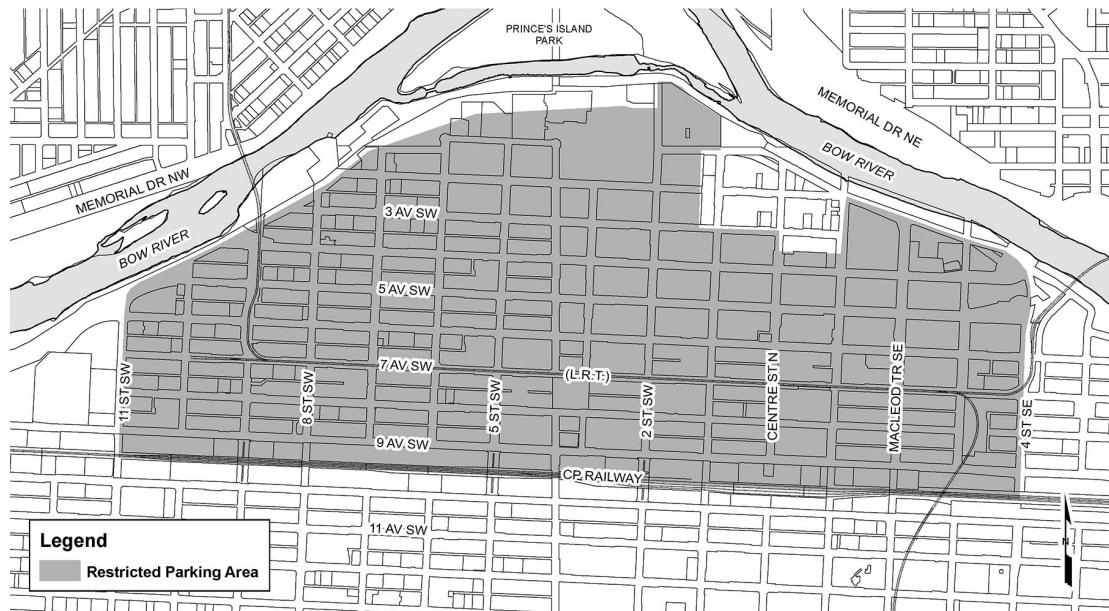 PRINCE'S ISLAND
PARK
MEMORIAL DR NE
BOW RIVER
MEMORIAL DR NW
BOW RIVER
3 AV SW
5 AV SW
7 AV SW
(L.R.T.)
11 ST SW
8 ST SW
5 ST SW
2 ST SW
CENTRE ST N
MACLEOD TR SE
4 ST SE
9 AV SW
CP RAILWAY
11 AV SW
N
Legend
Restricted Parking Area